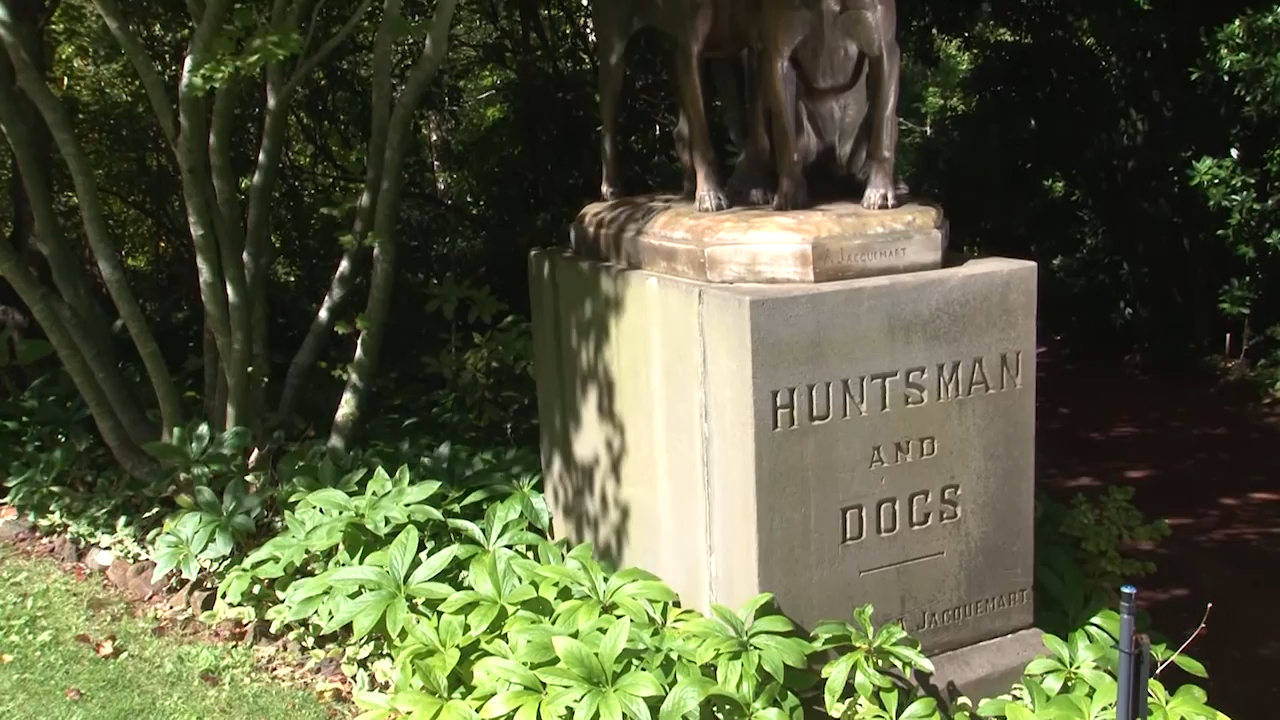 A. JACQUEMART
HUNTSMAN
AND
DOGS
T JACQUEMART